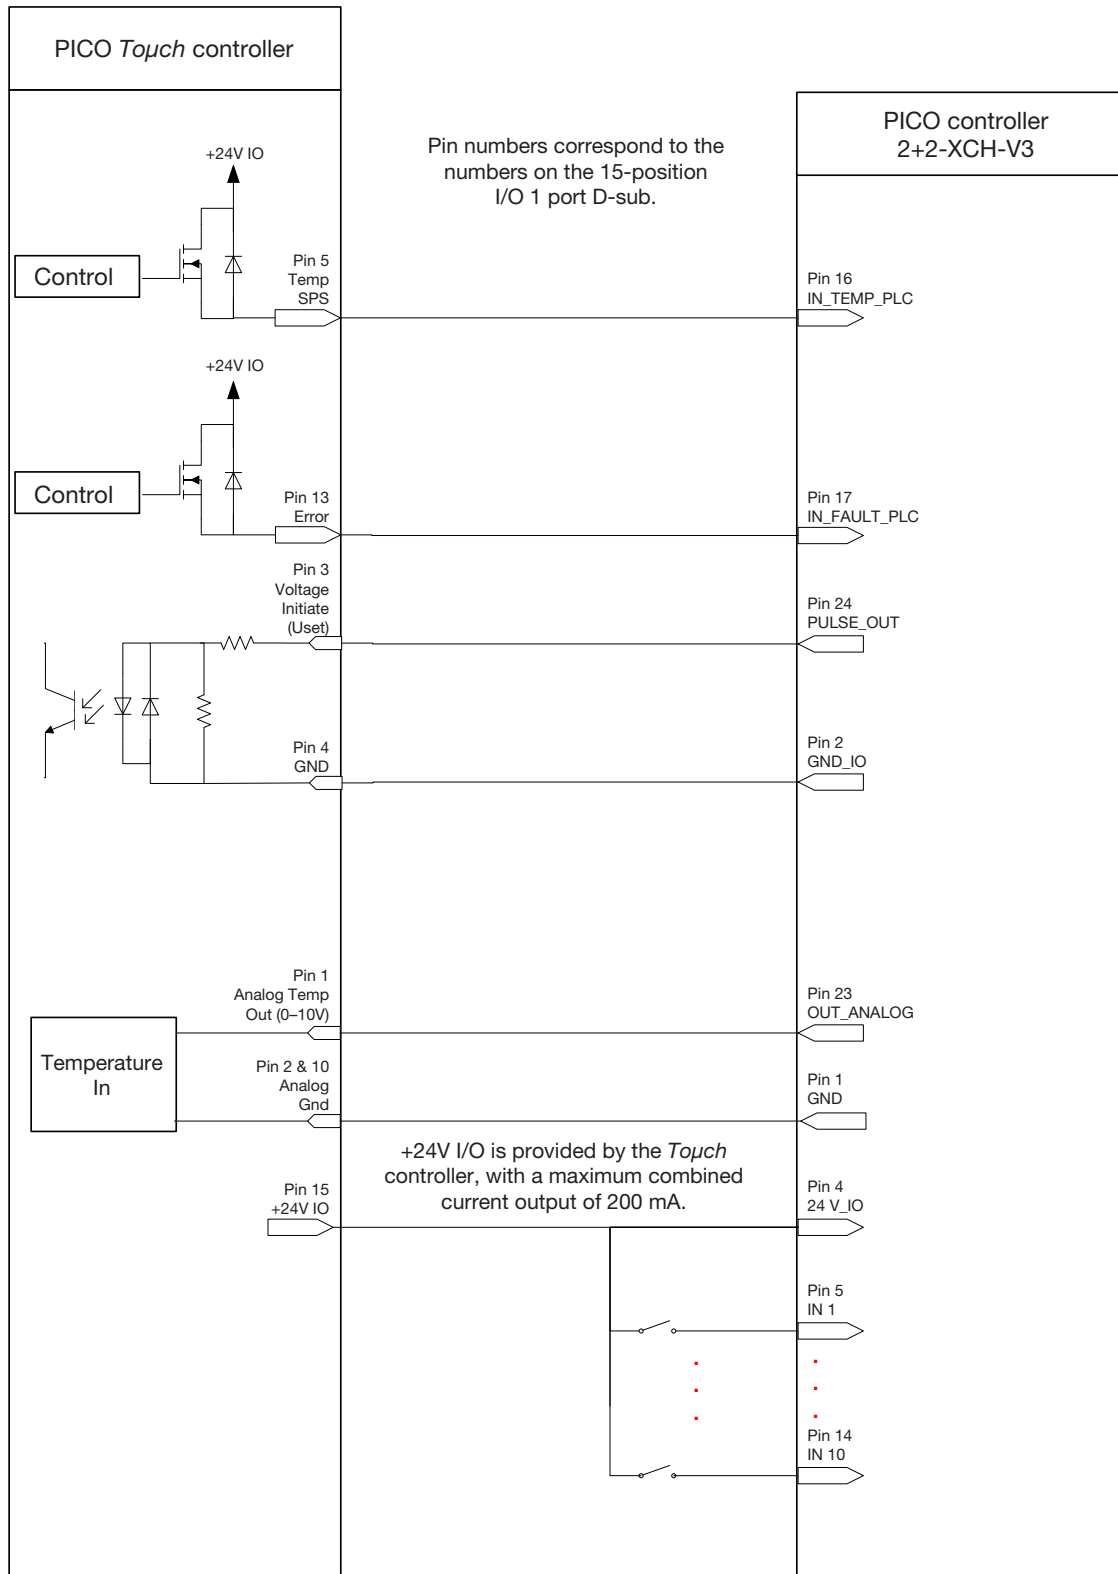 PICO Toµch controller
PICO controller
2+2-XCH-V3
Pin numbers correspond to the
numbers on the 15-position
I/O 1 port D-sub.
+24V IO
Control
Pin 5
Temp
SPS
Pin 16
IN_TEMP_PLC
+24V IO
Control
Pin 13
Error
Pin 17
IN_FAULT_PLC
Pin 3
Voltage
Initiate
(Uset)
Pin 24
PULSE_OUT
Pin 4
GND
Pin 2
GND_IO
Pin 1
Analog Temp
Out (0–10V)
Pin 23
OUT_ANALOG
Temperature
In
Pin 2 & 10
Analog
Gnd
Pin 1
GND
+24V I/O is provided by the Toµch
controller, with a maximum combined
current output of 200 mA.
Pin 15
+24V IO
Pin 4
24 V_IO
Pin 5
IN 1
Pin 14
IN 10